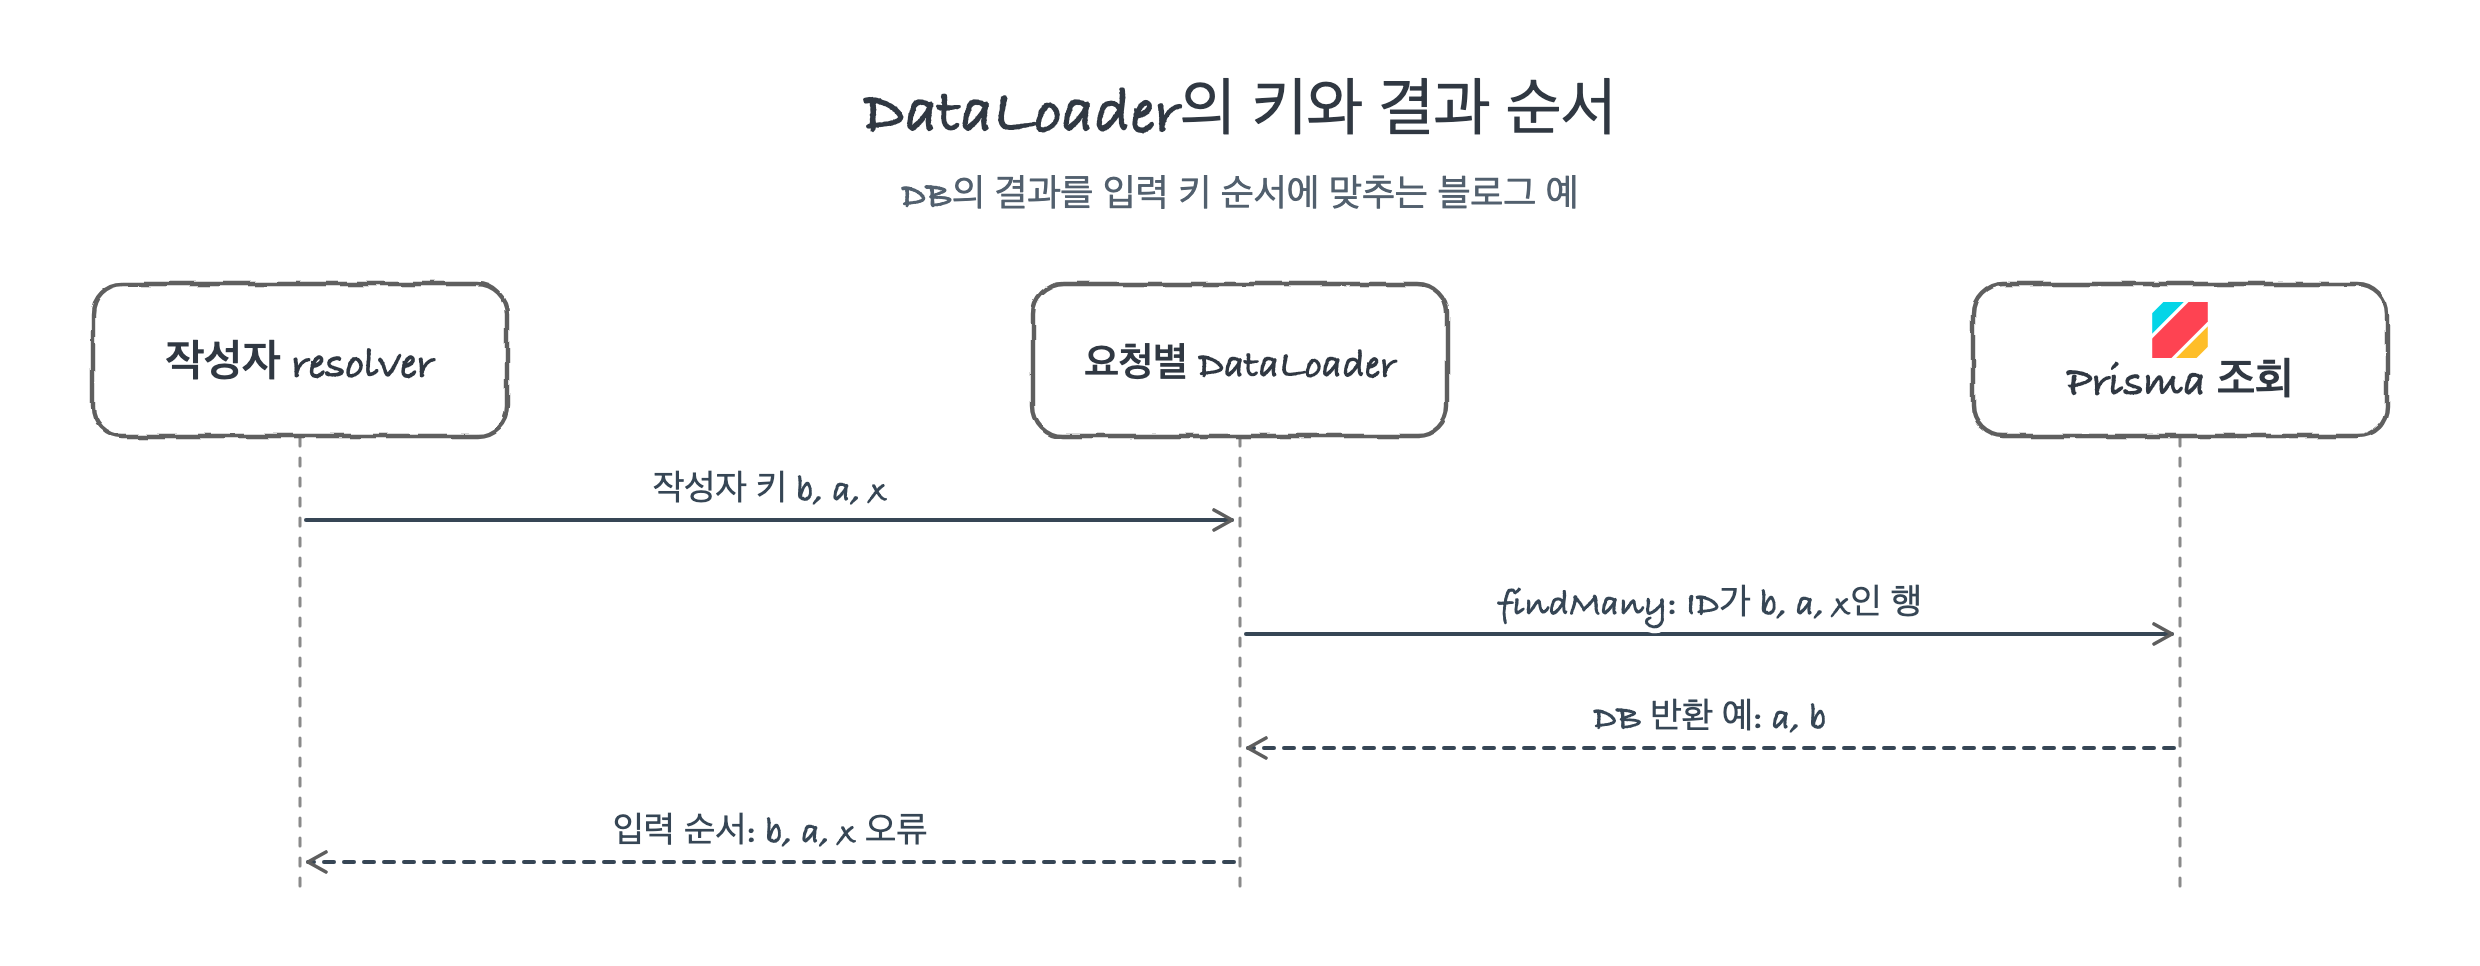 DataLoader의 키와 결과 순서
DB의 결과를 입력 키 순서에 맞추는 블로그 예
작성자 resolver
요청별 DataLoader
Prisma 조회
작성자 키 b, a, x
findMany: ID가 b, a, x인 행
DB 반환 예: a, b
입력 순서: b, a, x 오류